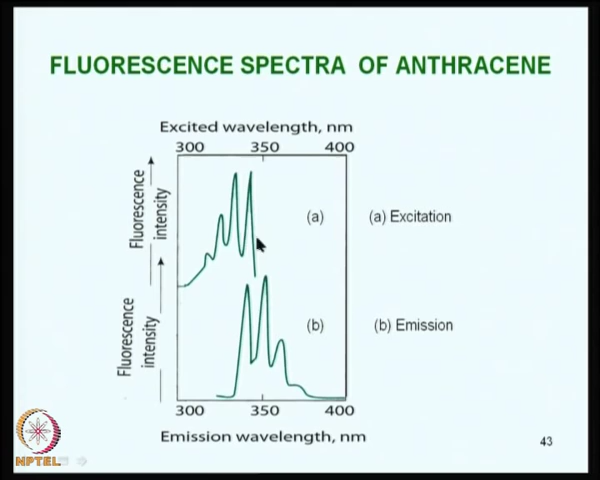 FLUORESCENCE SPECTRA OF ANTHRACENE
Excited wavelength, nm
300 350 400
Fluorescence
intensity
(a)
(a) Excitation
Fluorescence
intensity
(b)
(b) Emission
300 350 400
Emission wavelength, nm
43
NPTEL